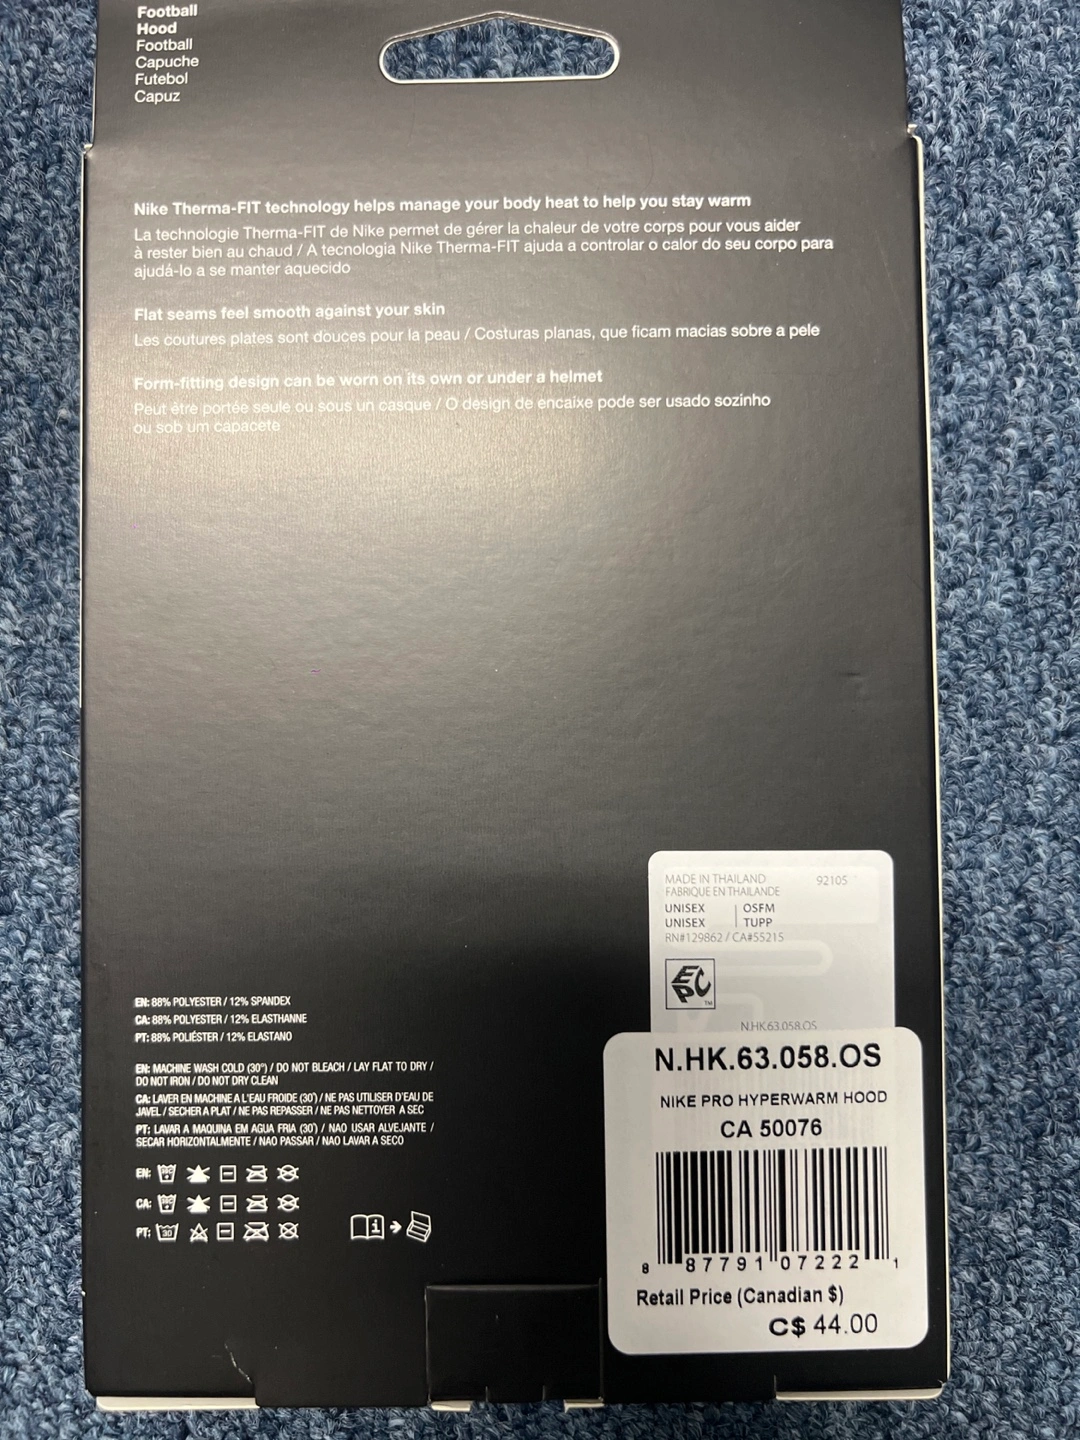 Football
Hood
Football
Capuche
Futebol
Capuz
Nike Therma-FIT technology helps manage your body heat to help you stay warm
La technologie Therma-FIT de Nike permet de gérer la chaleur de votre corps pour vous aider
à rester bien au chaud / A tecnologia Nike Therma-FIT ajuda a controlar o calor do seu corpo para
ajudá-lo a se manter aquecido
Flat seams feel smooth against your skin
Les coutures plates sont douces pour la peau / Costuras planas, que ficam macias sobre a pele
Form-fitting design can be worn on its own or under a helmet
Peut être portée seule ou sous un casque / O design de encaixe pode ser usado sozinho
ou sob um capacete
MADE IN THAILAND 92105
FABRIQUE EN THAILANDE
UNISEX | OSFM
UNISEX | TUPP
RN#129862 / CA#55215
EPC TM
N.HK.63.058.OS
EN: 88% POLYESTER / 12% SPANDEX
CA: 88% POLYESTER / 12% ELASTHANNE
PT: 88% POLIÉSTER / 12% ELASTANO
EN: MACHINE WASH COLD (30°) / DO NOT BLEACH / LAY FLAT TO DRY /
DO NOT IRON / DO NOT DRY CLEAN
CA: LAVER EN MACHINE A L'EAU FROIDE (30°) / NE PAS UTILISER D'EAU DE
JAVEL / SECHER A PLAT / NE PAS REPASSER / NE PAS NETTOYER A SEC
PT: LAVAR A MAQUINA EM AGUA FRIA (30°) / NAO USAR ALVEJANTE /
SECAR HORIZONTALMENTE / NAO PASSAR / NAO LAVAR A SECO
EN:
CA:
PT: 30
N.HK.63.058.OS
NIKE PRO HYPERWARM HOOD
CA 50076
8 87791 07222 1
Retail Price (Canadian $)
C$ 44.00